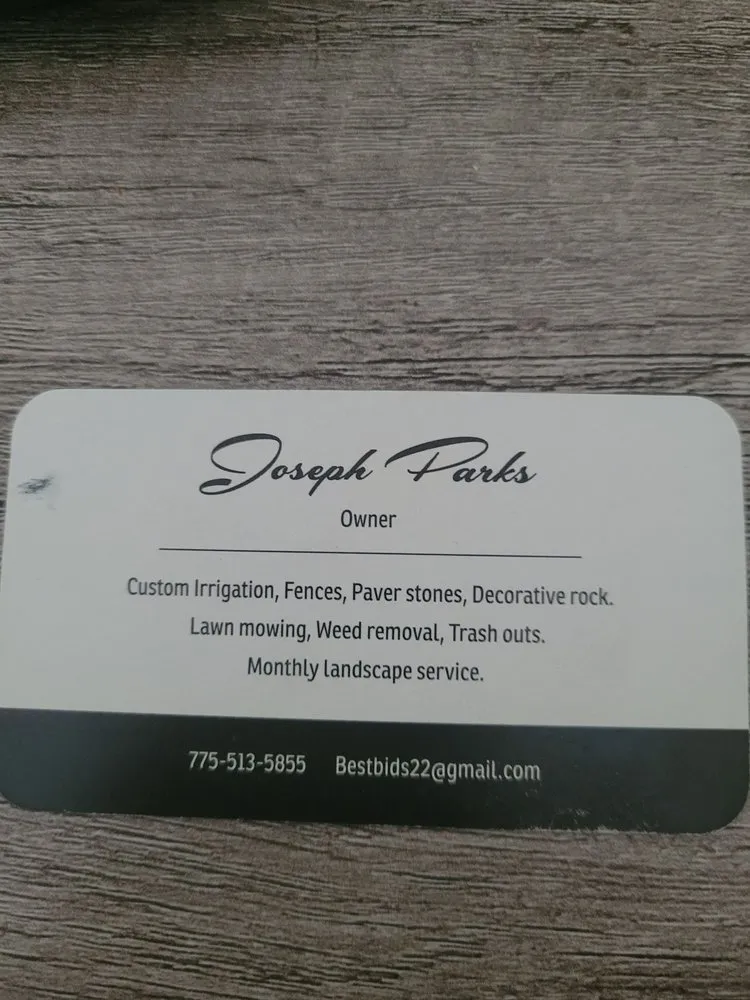 Joseph Parks
Owner
Custom Irrigation, Fences, Paver stones, Decorative rock.
Lawn mowing, Weed removal, Trash outs.
Monthly landscape service.
775-513-5855 Bestbids22@gmail.com